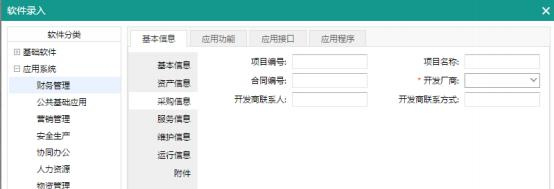 软件录入
软件分类
基础软件
应用系统
财务管理
公共基础应用
营销管理
安全生产
协同办公
人力资源
物资管理
基本信息 应用功能 应用接口 应用程序
基本信息
资产信息
采购信息
服务信息
维护信息
运行信息
附件
项目编号: 项目名称:
合同编号: * 开发厂商:
开发商联系人: 开发商联系方式: